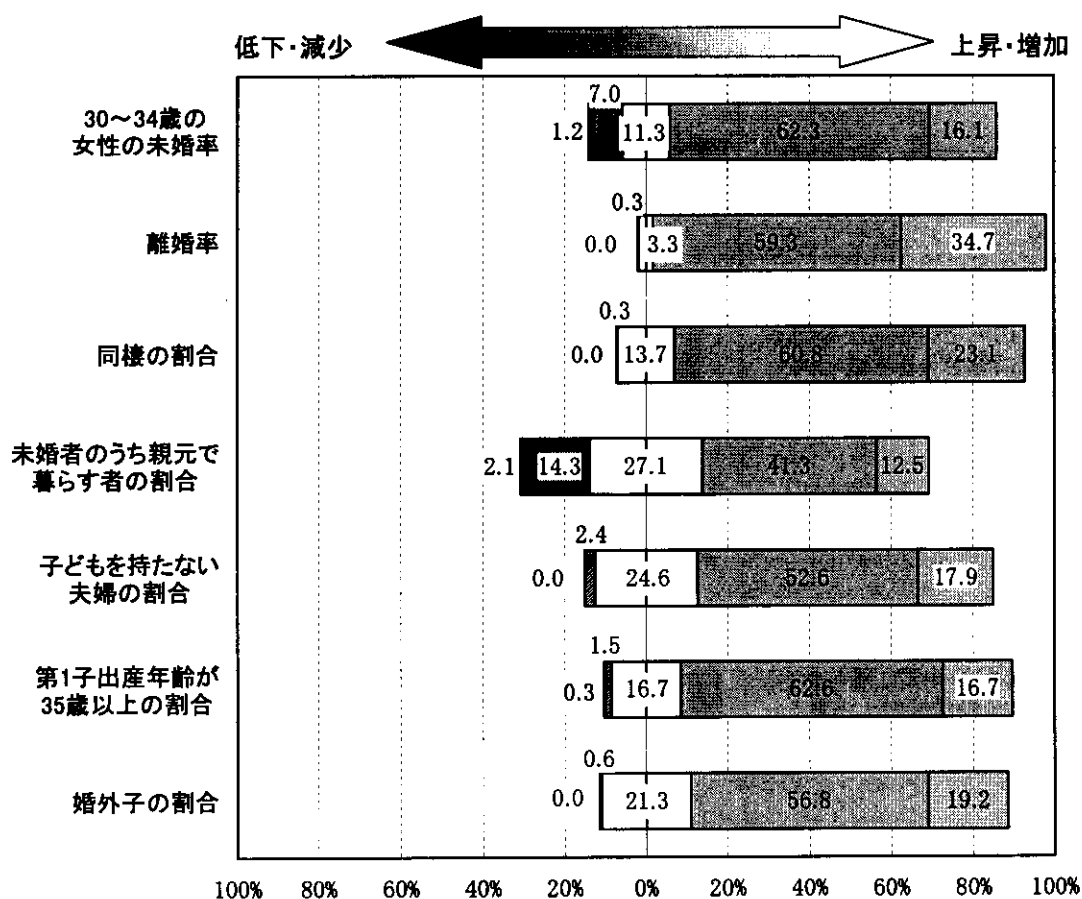 低下・減少
上昇・増加
30～34歳の
女性の未婚率
1.2
7.0
11.3
62.3
16.1
離婚率
0.0
0.3
3.3
59.3
34.7
同棲の割合
0.0
0.3
13.7
60.8
23.1
未婚者のうち親元で
暮らす者の割合
2.1
14.3
27.1
41.3
12.5
子どもを持たない
夫婦の割合
0.0
2.4
24.6
52.6
17.9
第1子出産年齢が
35歳以上の割合
0.3
1.5
16.7
62.6
16.7
婚外子の割合
0.0
0.6
21.3
56.8
19.2
100% 80% 60% 40% 20% 0% 20% 40% 60% 80% 100%